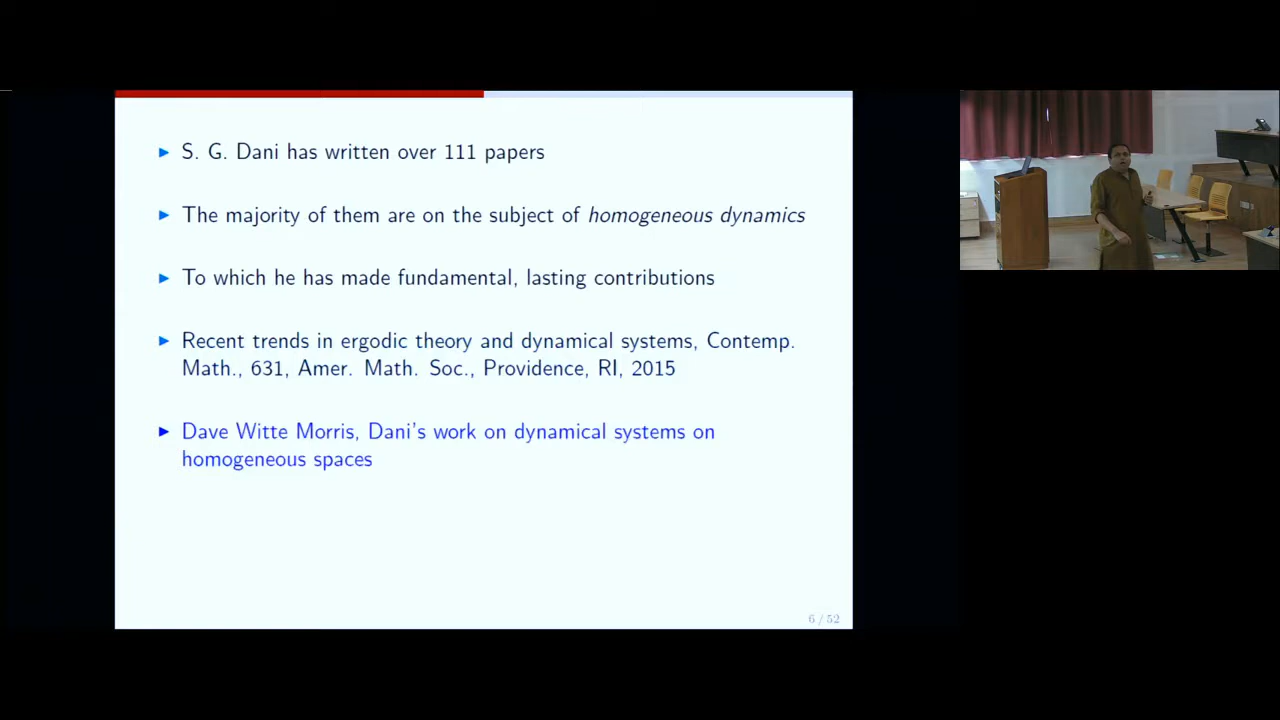 S. G. Dani has written over 111 papers
The majority of them are on the subject of homogeneous dynamics
To which he has made fundamental, lasting contributions
Recent trends in ergodic theory and dynamical systems, Contemp.
Math., 631, Amer. Math. Soc., Providence, RI, 2015
Dave Witte Morris, Dani's work on dynamical systems on
homogeneous spaces
6 / 52